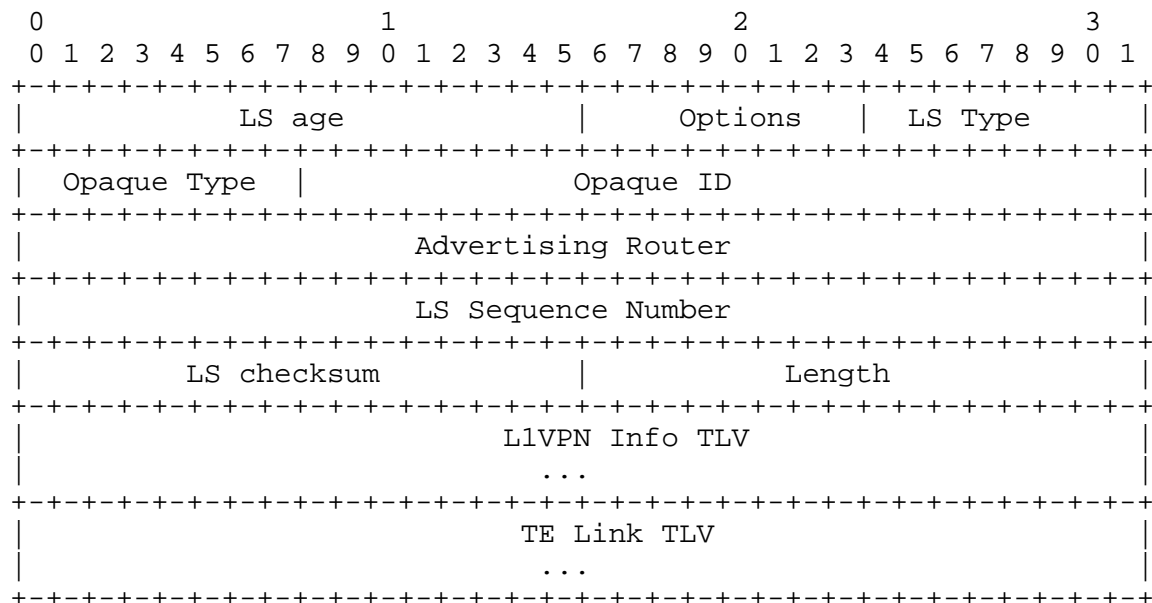 0                   1                   2                   3
 0 1 2 3 4 5 6 7 8 9 0 1 2 3 4 5 6 7 8 9 0 1 2 3 4 5 6 7 8 9 0 1
+-+-+-+-+-+-+-+-+-+-+-+-+-+-+-+-+-+-+-+-+-+-+-+-+-+-+-+-+-+-+-+-+
|            LS age             |     Options   |  LS Type      |
+-+-+-+-+-+-+-+-+-+-+-+-+-+-+-+-+-+-+-+-+-+-+-+-+-+-+-+-+-+-+-+-+
|  Opaque Type  |               Opaque ID                       |
+-+-+-+-+-+-+-+-+-+-+-+-+-+-+-+-+-+-+-+-+-+-+-+-+-+-+-+-+-+-+-+-+
|                      Advertising Router                       |
+-+-+-+-+-+-+-+-+-+-+-+-+-+-+-+-+-+-+-+-+-+-+-+-+-+-+-+-+-+-+-+-+
|                      LS Sequence Number                       |
+-+-+-+-+-+-+-+-+-+-+-+-+-+-+-+-+-+-+-+-+-+-+-+-+-+-+-+-+-+-+-+-+
|         LS checksum           |           Length              |
+-+-+-+-+-+-+-+-+-+-+-+-+-+-+-+-+-+-+-+-+-+-+-+-+-+-+-+-+-+-+-+-+
|                           L1VPN Info TLV                      |
|                             ...                               |
+-+-+-+-+-+-+-+-+-+-+-+-+-+-+-+-+-+-+-+-+-+-+-+-+-+-+-+-+-+-+-+-+
|                            TE Link TLV                        |
|                             ...                               |
+-+-+-+-+-+-+-+-+-+-+-+-+-+-+-+-+-+-+-+-+-+-+-+-+-+-+-+-+-+-+-+-+